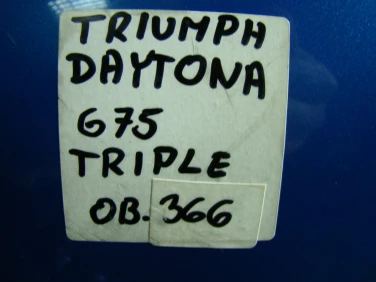 TRIUMPH
DAYTONA
675
TRIPLE
OB. 366